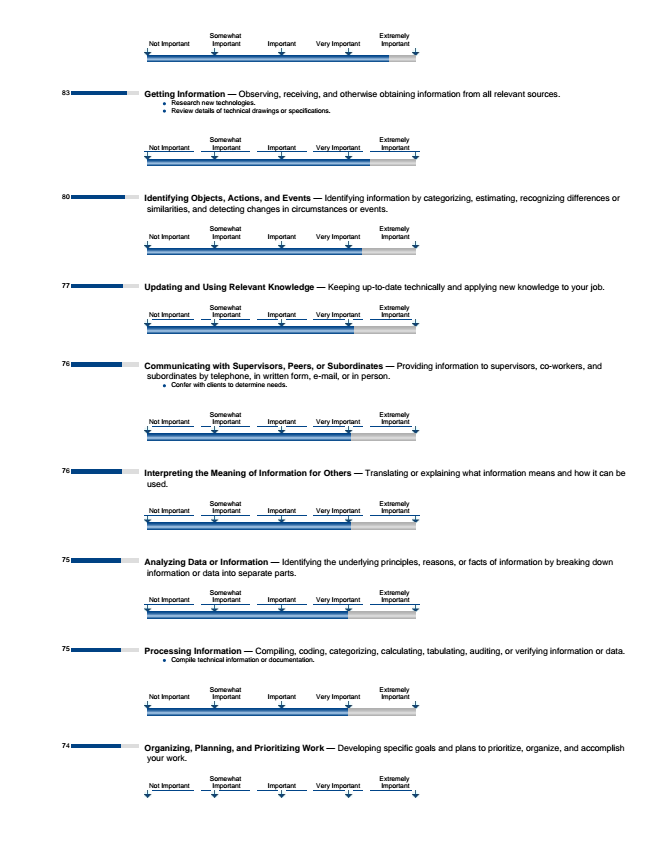 Not Important Somewhat Important Important Very Important Extremely Important
83 Getting Information — Observing, receiving, and otherwise obtaining information from all relevant sources.
Research new technologies.
Review details of technical drawings or specifications.
Not Important Somewhat Important Important Very Important Extremely Important
80 Identifying Objects, Actions, and Events — Identifying information by categorizing, estimating, recognizing differences or
similarities, and detecting changes in circumstances or events.
Not Important Somewhat Important Important Very Important Extremely Important
77 Updating and Using Relevant Knowledge — Keeping up-to-date technically and applying new knowledge to your job.
Not Important Somewhat Important Important Very Important Extremely Important
76 Communicating with Supervisors, Peers, or Subordinates — Providing information to supervisors, co-workers, and
subordinates by telephone, in written form, e-mail, or in person.
Confer with clients to determine needs.
Not Important Somewhat Important Important Very Important Extremely Important
76 Interpreting the Meaning of Information for Others — Translating or explaining what information means and how it can be
used.
Not Important Somewhat Important Important Very Important Extremely Important
75 Analyzing Data or Information — Identifying the underlying principles, reasons, or facts of information by breaking down
information or data into separate parts.
Not Important Somewhat Important Important Very Important Extremely Important
75 Processing Information — Compiling, coding, categorizing, calculating, tabulating, auditing, or verifying information or data.
Compile technical information or documentation.
Not Important Somewhat Important Important Very Important Extremely Important
74 Organizing, Planning, and Prioritizing Work — Developing specific goals and plans to prioritize, organize, and accomplish
your work.
Not Important Somewhat Important Important Very Important Extremely Important